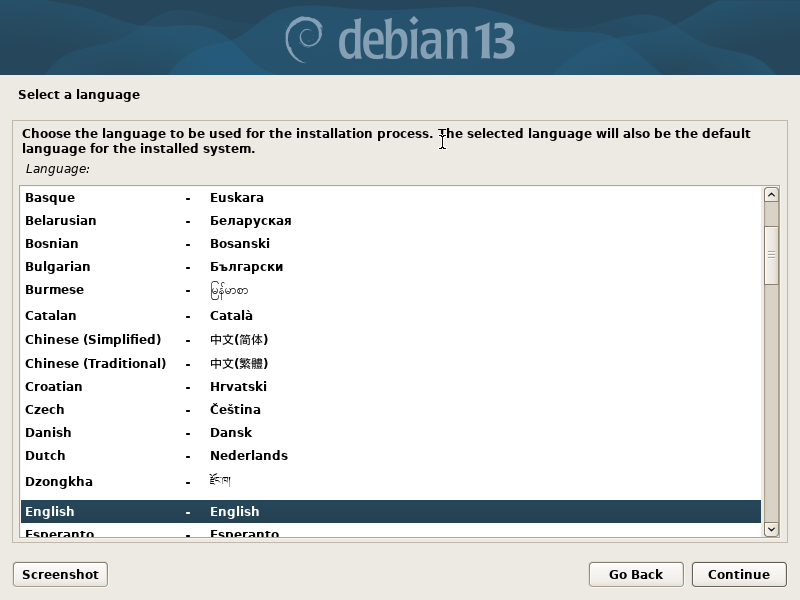 debian 13
Select a language
Choose the language to be used for the installation process. The selected language will also be the default
language for the installed system.
Language:
Basque - Euskara
Belarusian - Беларуская
Bosnian - Bosanski
Bulgarian - Български
Burmese - မြန်မာစာ
Catalan - Català
Chinese (Simplified) - 中文(简体)
Chinese (Traditional) - 中文(繁體)
Croatian - Hrvatski
Czech - Čeština
Danish - Dansk
Dutch - Nederlands
Dzongkha - རྫོང་ཁ།
English - English
Esperanto - Esperanto
Screenshot Go Back Continue